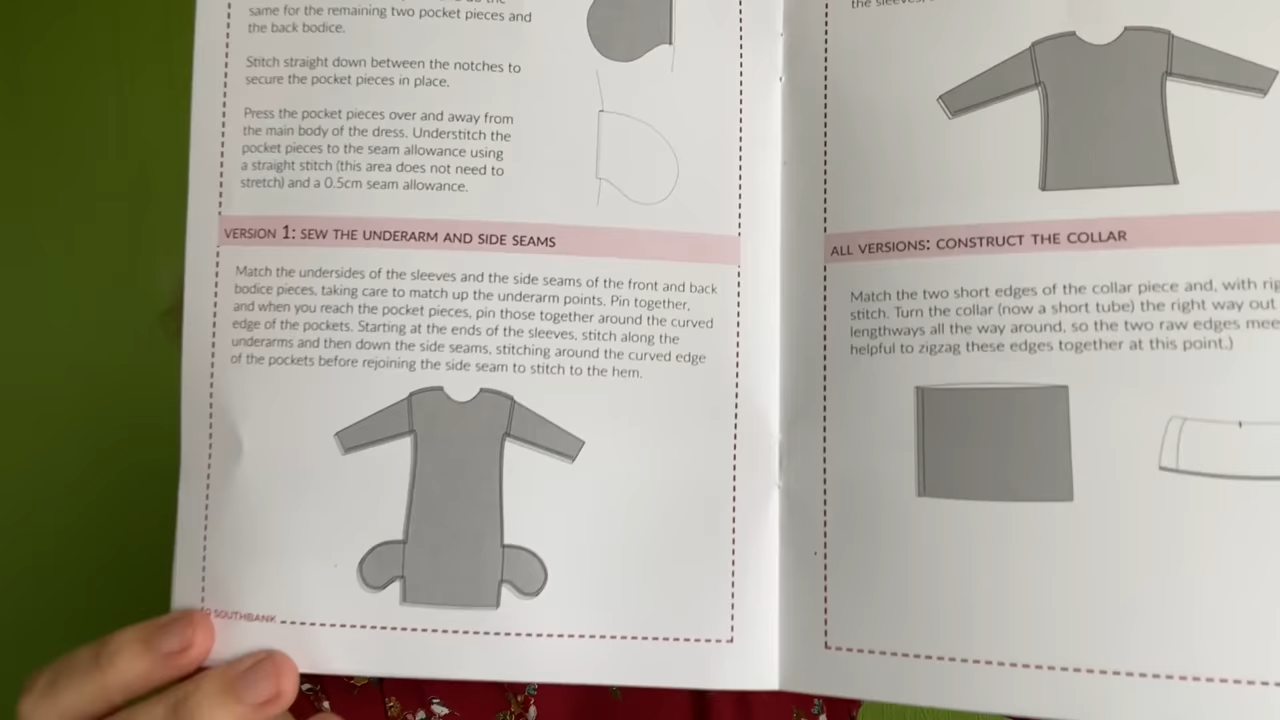 same for the remaining two pocket pieces and
the back bodice.
Stitch straight down between the notches to
secure the pocket pieces in place.
Press the pocket pieces over and away from
the main body of the dress. Understitch the
pocket pieces to the seam allowance using
a straight stitch (this area does not need to
stretch) and a 0.5cm seam allowance.
VERSION 1: SEW THE UNDERARM AND SIDE SEAMS
Match the undersides of the sleeves and the side seams of the front and back
bodice pieces, taking care to match up the underarm points. Pin together,
and when you reach the pocket pieces, pin those together around the curved
edge of the pockets. Starting at the ends of the sleeves, stitch along the
underarms and then down the side seams, stitching around the curved edge
of the pockets before rejoining the side seam to stitch to the hem.
SOUTHBANK
the sleeves,
ALL VERSIONS: CONSTRUCT THE COLLAR
Match the two short edges of the collar piece and, with rig
stitch. Turn the collar (now a short tube) the right way out.
lengthways all the way around, so the two raw edges mee
helpful to zigzag these edges together at this point.)